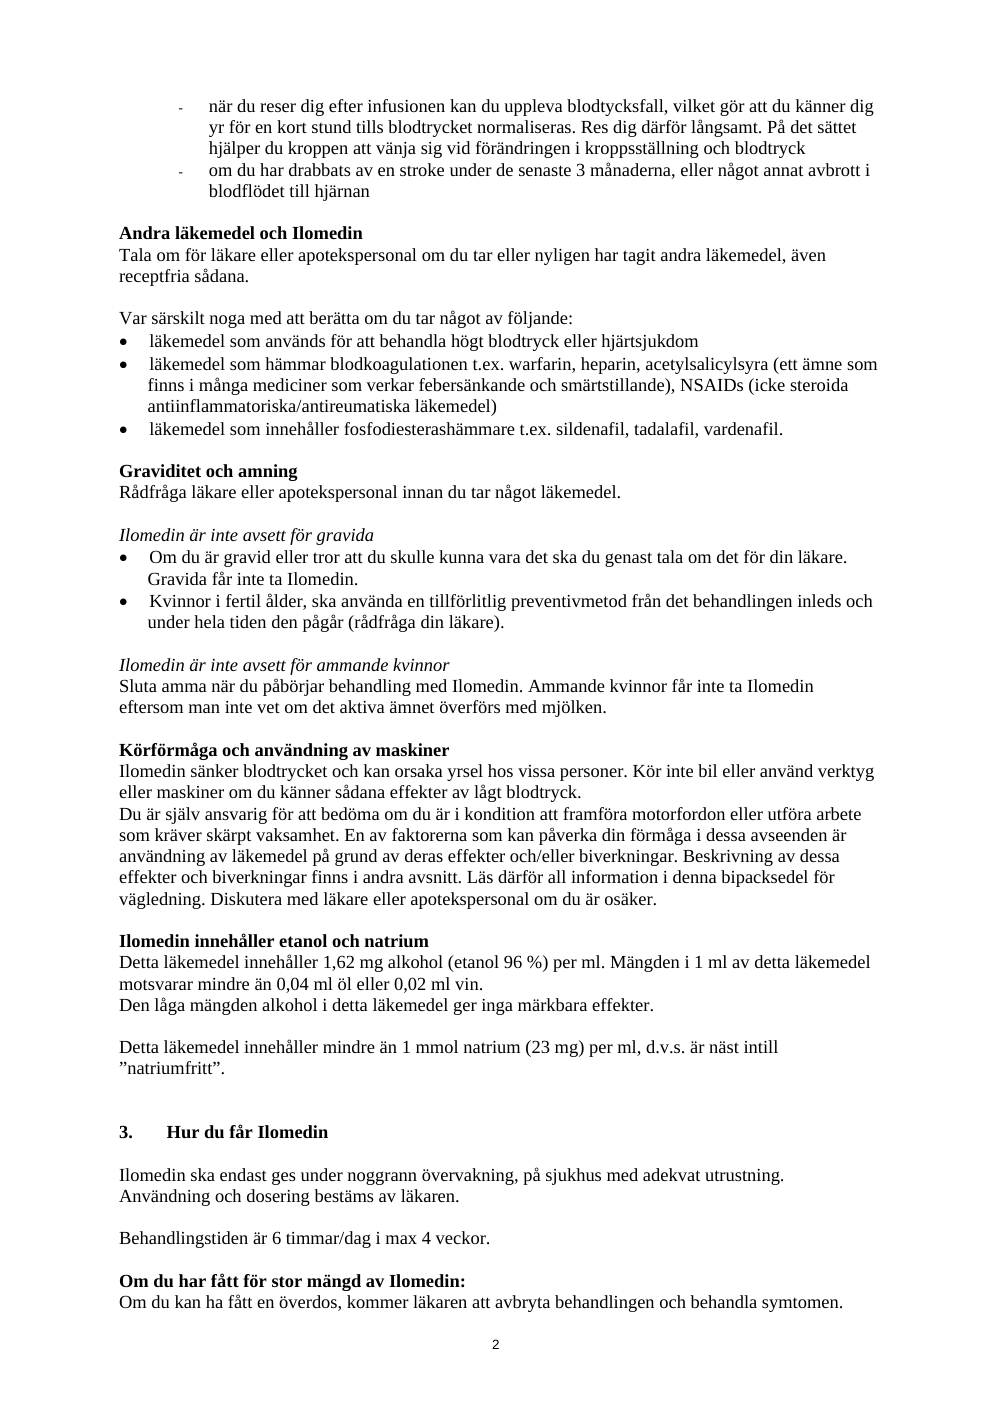 - när du reser dig efter infusionen kan du uppleva blodtycksfall, vilket gör att du känner dig
yr för en kort stund tills blodtrycket normaliseras. Res dig därför långsamt. På det sättet
hjälper du kroppen att vänja sig vid förändringen i kroppsställning och blodtryck
- om du har drabbats av en stroke under de senaste 3 månaderna, eller något annat avbrott i
blodflödet till hjärnan
Andra läkemedel och Ilomedin
Tala om för läkare eller apotekspersonal om du tar eller nyligen har tagit andra läkemedel, även
receptfria sådana.
Var särskilt noga med att berätta om du tar något av följande:
• läkemedel som används för att behandla högt blodtryck eller hjärtsjukdom
• läkemedel som hämmar blodkoagulationen t.ex. warfarin, heparin, acetylsalicylsyra (ett ämne som
finns i många mediciner som verkar febersänkande och smärtstillande), NSAIDs (icke steroida
antiinflammatoriska/antireumatiska läkemedel)
• läkemedel som innehåller fosfodiesterashämmare t.ex. sildenafil, tadalafil, vardenafil.
Graviditet och amning
Rådfråga läkare eller apotekspersonal innan du tar något läkemedel.
Ilomedin är inte avsett för gravida
• Om du är gravid eller tror att du skulle kunna vara det ska du genast tala om det för din läkare.
Gravida får inte ta Ilomedin.
• Kvinnor i fertil ålder, ska använda en tillförlitlig preventivmetod från det behandlingen inleds och
under hela tiden den pågår (rådfråga din läkare).
Ilomedin är inte avsett för ammande kvinnor
Sluta amma när du påbörjar behandling med Ilomedin. Ammande kvinnor får inte ta Ilomedin
eftersom man inte vet om det aktiva ämnet överförs med mjölken.
Körförmåga och användning av maskiner
Ilomedin sänker blodtrycket och kan orsaka yrsel hos vissa personer. Kör inte bil eller använd verktyg
eller maskiner om du känner sådana effekter av lågt blodtryck.
Du är själv ansvarig för att bedöma om du är i kondition att framföra motorfordon eller utföra arbete
som kräver skärpt vaksamhet. En av faktorerna som kan påverka din förmåga i dessa avseenden är
användning av läkemedel på grund av deras effekter och/eller biverkningar. Beskrivning av dessa
effekter och biverkningar finns i andra avsnitt. Läs därför all information i denna bipacksedel för
vägledning. Diskutera med läkare eller apotekspersonal om du är osäker.
Ilomedin innehåller etanol och natrium
Detta läkemedel innehåller 1,62 mg alkohol (etanol 96 %) per ml. Mängden i 1 ml av detta läkemedel
motsvarar mindre än 0,04 ml öl eller 0,02 ml vin.
Den låga mängden alkohol i detta läkemedel ger inga märkbara effekter.
Detta läkemedel innehåller mindre än 1 mmol natrium (23 mg) per ml, d.v.s. är näst intill
”natriumfritt”.
3. Hur du får Ilomedin
Ilomedin ska endast ges under noggrann övervakning, på sjukhus med adekvat utrustning.
Användning och dosering bestäms av läkaren.
Behandlingstiden är 6 timmar/dag i max 4 veckor.
Om du har fått för stor mängd av Ilomedin:
Om du kan ha fått en överdos, kommer läkaren att avbryta behandlingen och behandla symtomen.
2